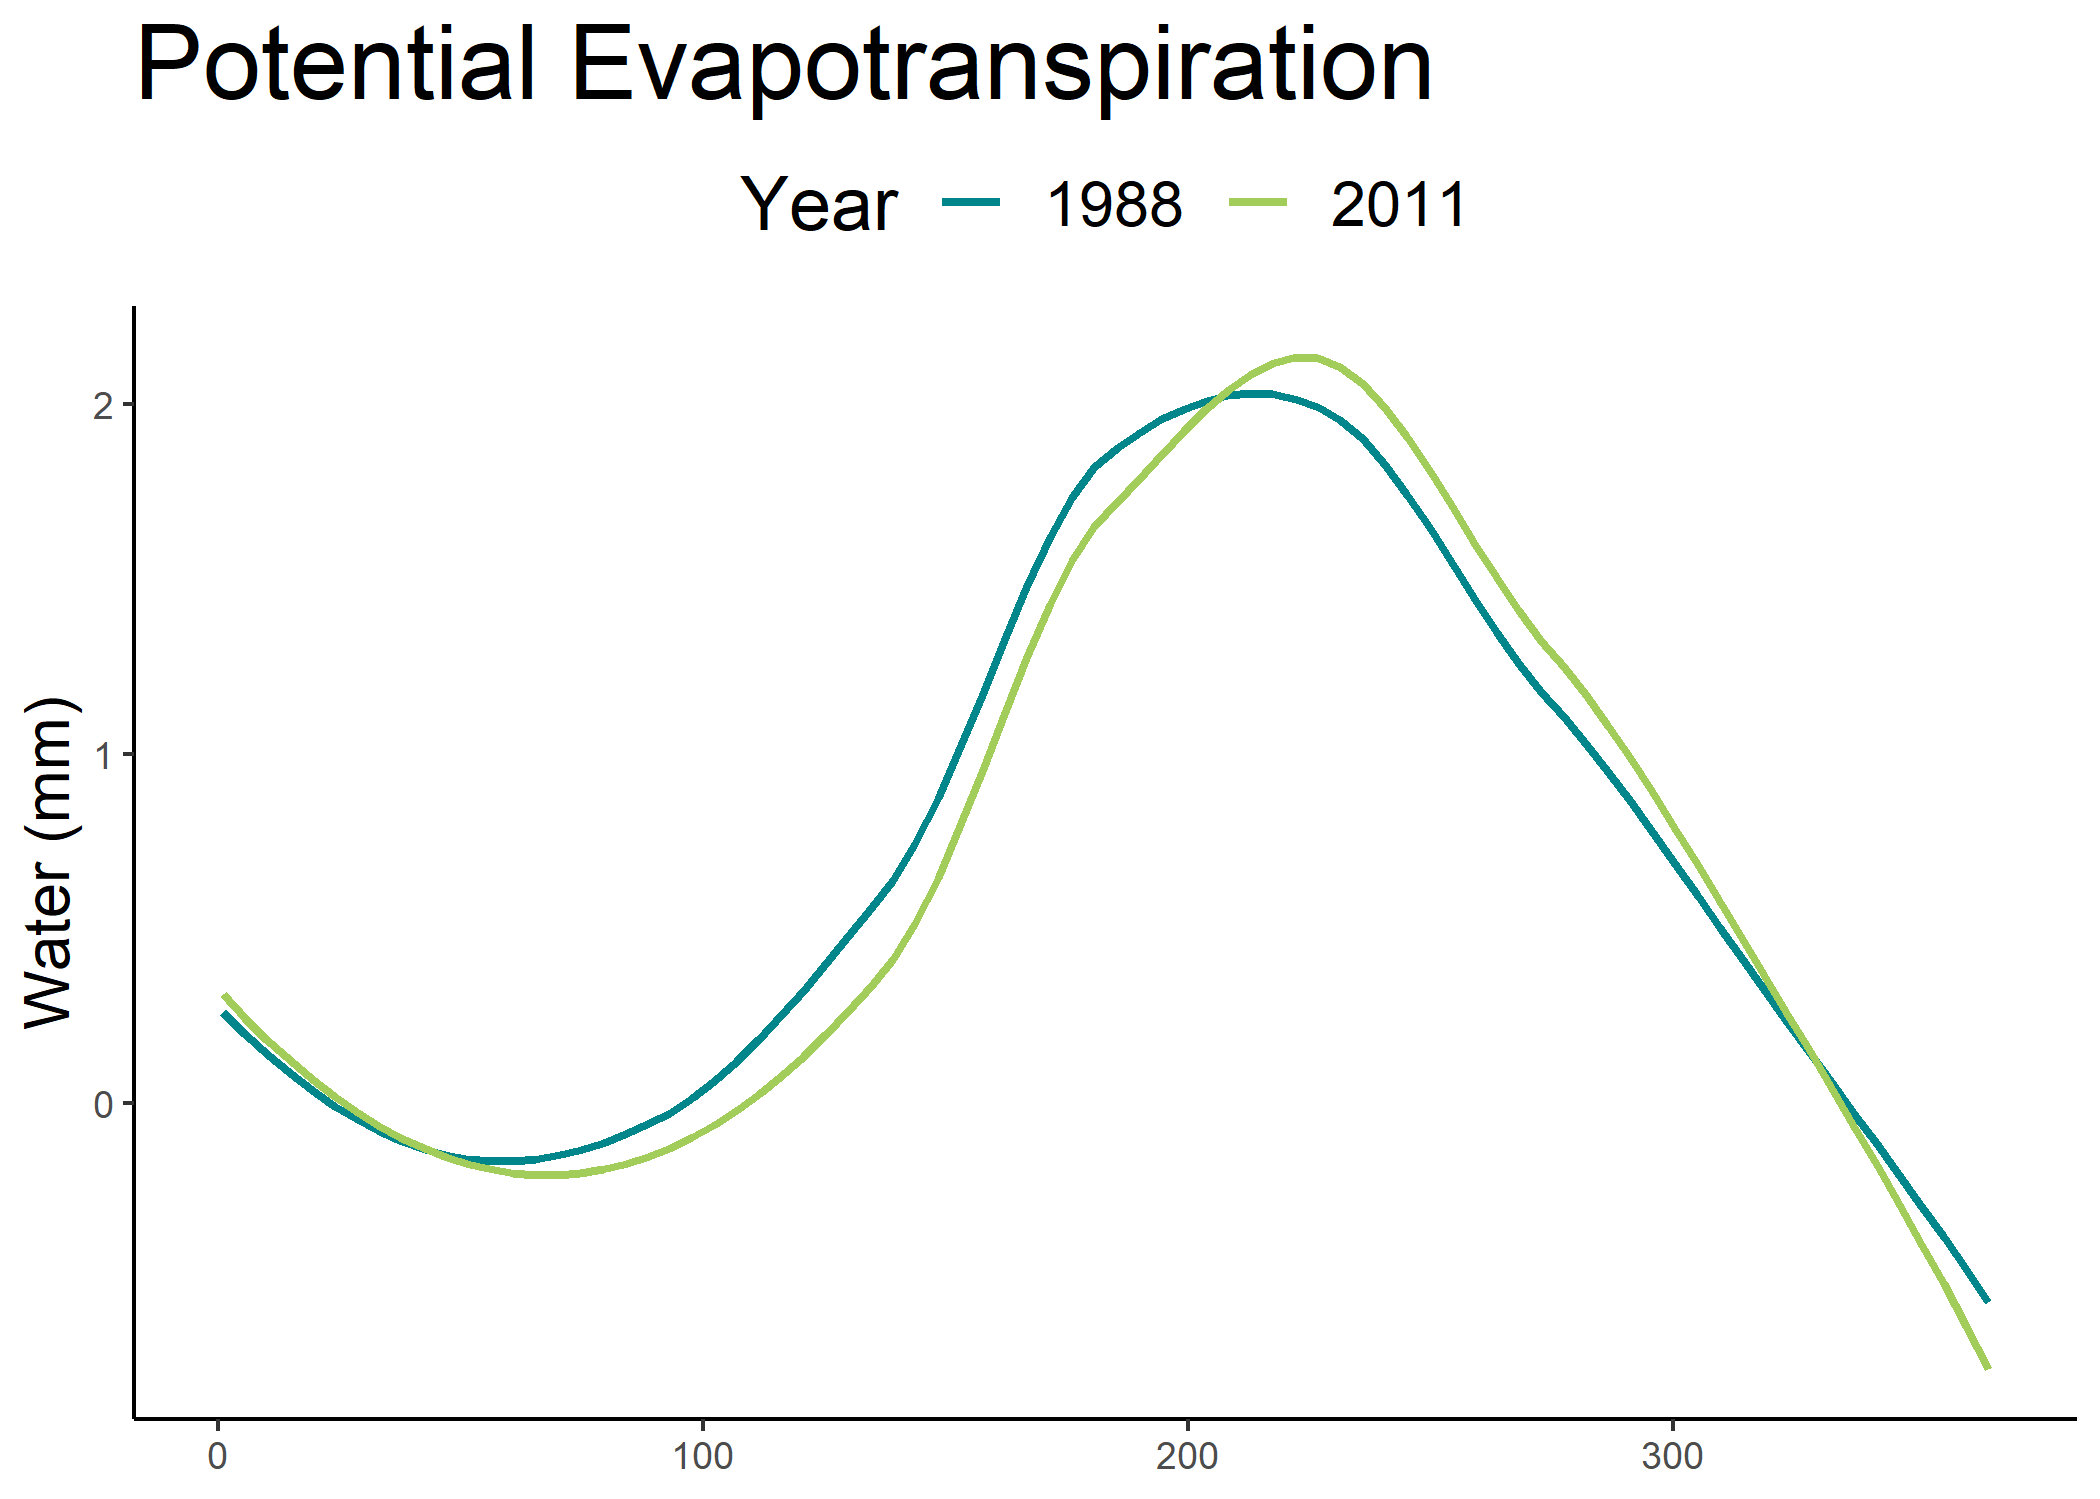 Potential Evapotranspiration
Year 1988 2011
2
1
0
Water (mm)
0 100 200 300